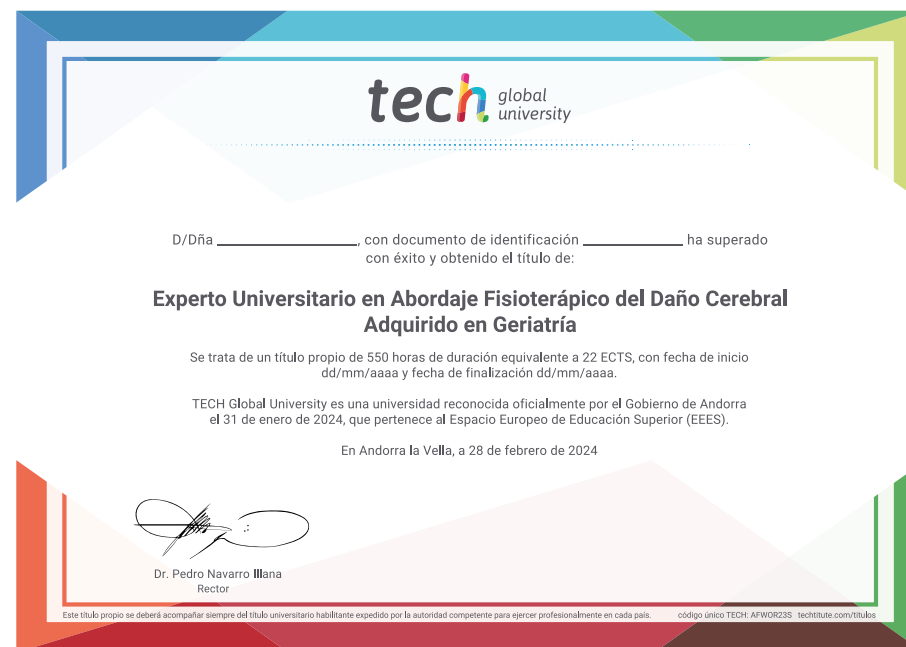 tech global university
D/Dña ________________, con documento de identificación ____________ ha superado
con éxito y obtenido el título de:
Experto Universitario en Abordaje Fisioterápico del Daño Cerebral
Adquirido en Geriatría
Se trata de un título propio de 550 horas de duración equivalente a 22 ECTS, con fecha de inicio
dd/mm/aaaa y fecha de finalización dd/mm/aaaa.
TECH Global University es una universidad reconocida oficialmente por el Gobierno de Andorra
el 31 de enero de 2024, que pertenece al Espacio Europeo de Educación Superior (EEES).
En Andorra la Vella, a 28 de febrero de 2024
Dr. Pedro Navarro Illana
Rector
Este título propio se deberá acompañar siempre del título universitario habilitante expedido por la autoridad competente para ejercer profesionalmente en cada país. código único TECH: AFWOR23S techtitute.com/titulos